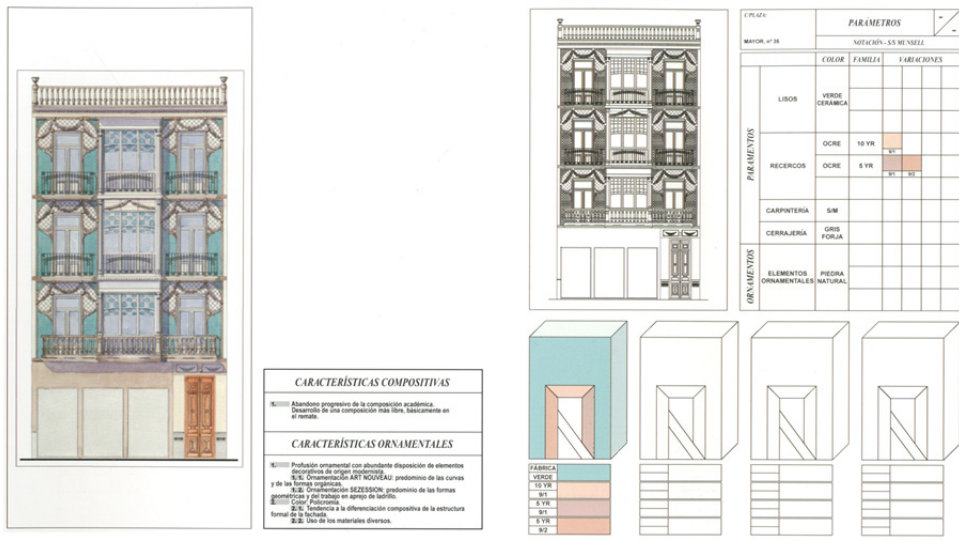 CARACTERÍSTICAS COMPOSITIVAS
1. Abandono progresivo de la composición académica.
Desarrollo de una composición más libre, básicamente en
el remate.
CARACTERÍSTICAS ORNAMENTALES
1. Profusión ornamental con abundante disposición de elementos
decorativos de origen modernista.
1.1. Ornamentación ART NOUVEAU: predominio de las curvas
y de las formas orgánicas.
1.2. Ornamentación SEZESSION: predominio de las formas
geométricas y del trabajo en aprejo de ladrillo.
2. Color: Policromía.
2.1. Tendencia a la diferenciación compositiva de la estructura
formal de la fachada.
2.2. Uso de los materiales diversos.
C/PLAZA:
MAYOR, nº 36
PARÁMETROS
NOTACIÓN - S/S MUNSELL
COLOR FAMILIA VARIACIONES
PARAMENTOS
LISOS VERDE CERÁMICA
RECERCOS
OCRE 10 YR
9/1
OCRE 5 YR
9/1 9/2
CARPINTERÍA S/M
CERRAJERÍA GRIS FORJA
ORNAMENTOS
ELEMENTOS ORNAMENTALES PIEDRA NATURAL
FÁBRICA
VERDE
10 YR
9/1
5 YR
9/1
5 YR
9/2